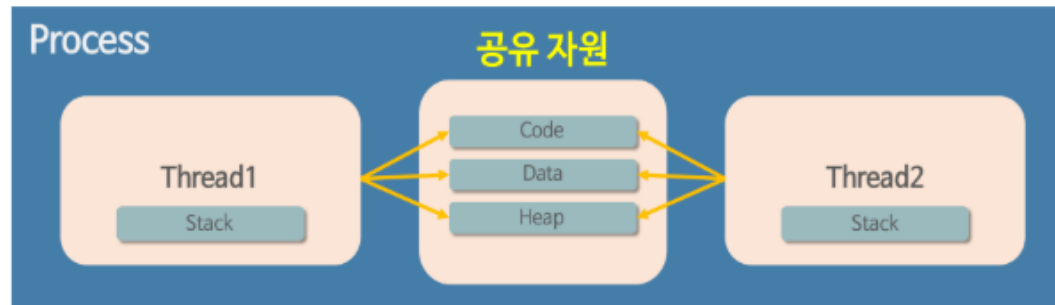 Process
공유 자원
Thread1
Stack
Code
Data
Heap
Thread2
Stack